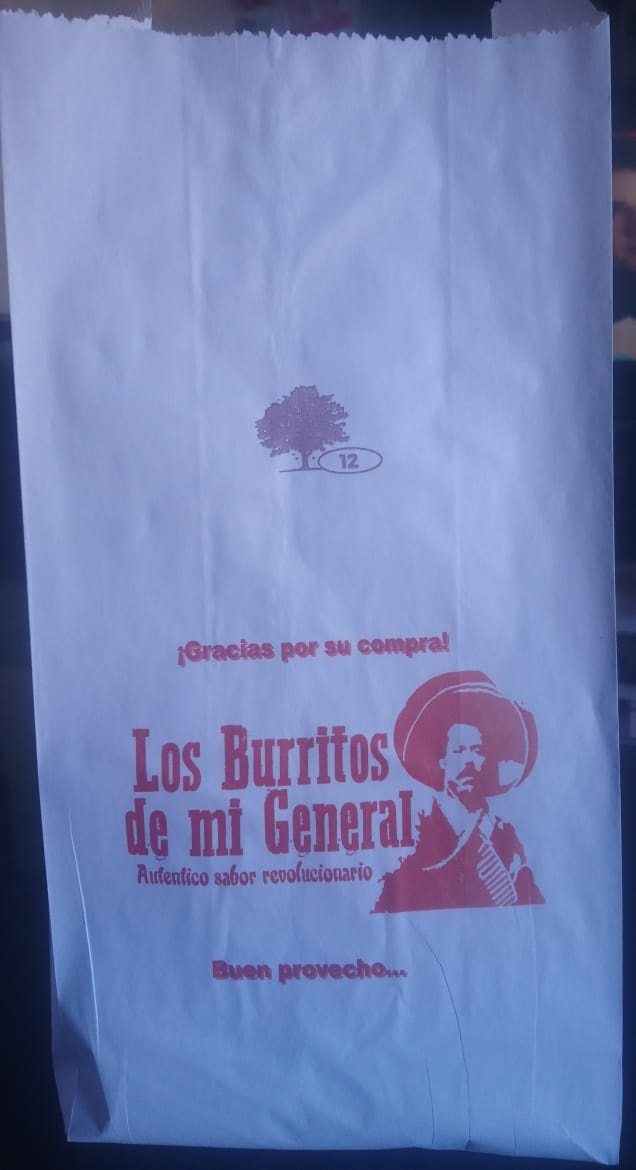 12
¡Gracias por su compra!
Los Burritos
de mi General
Autentico sabor revolucionario
Buen provecho...